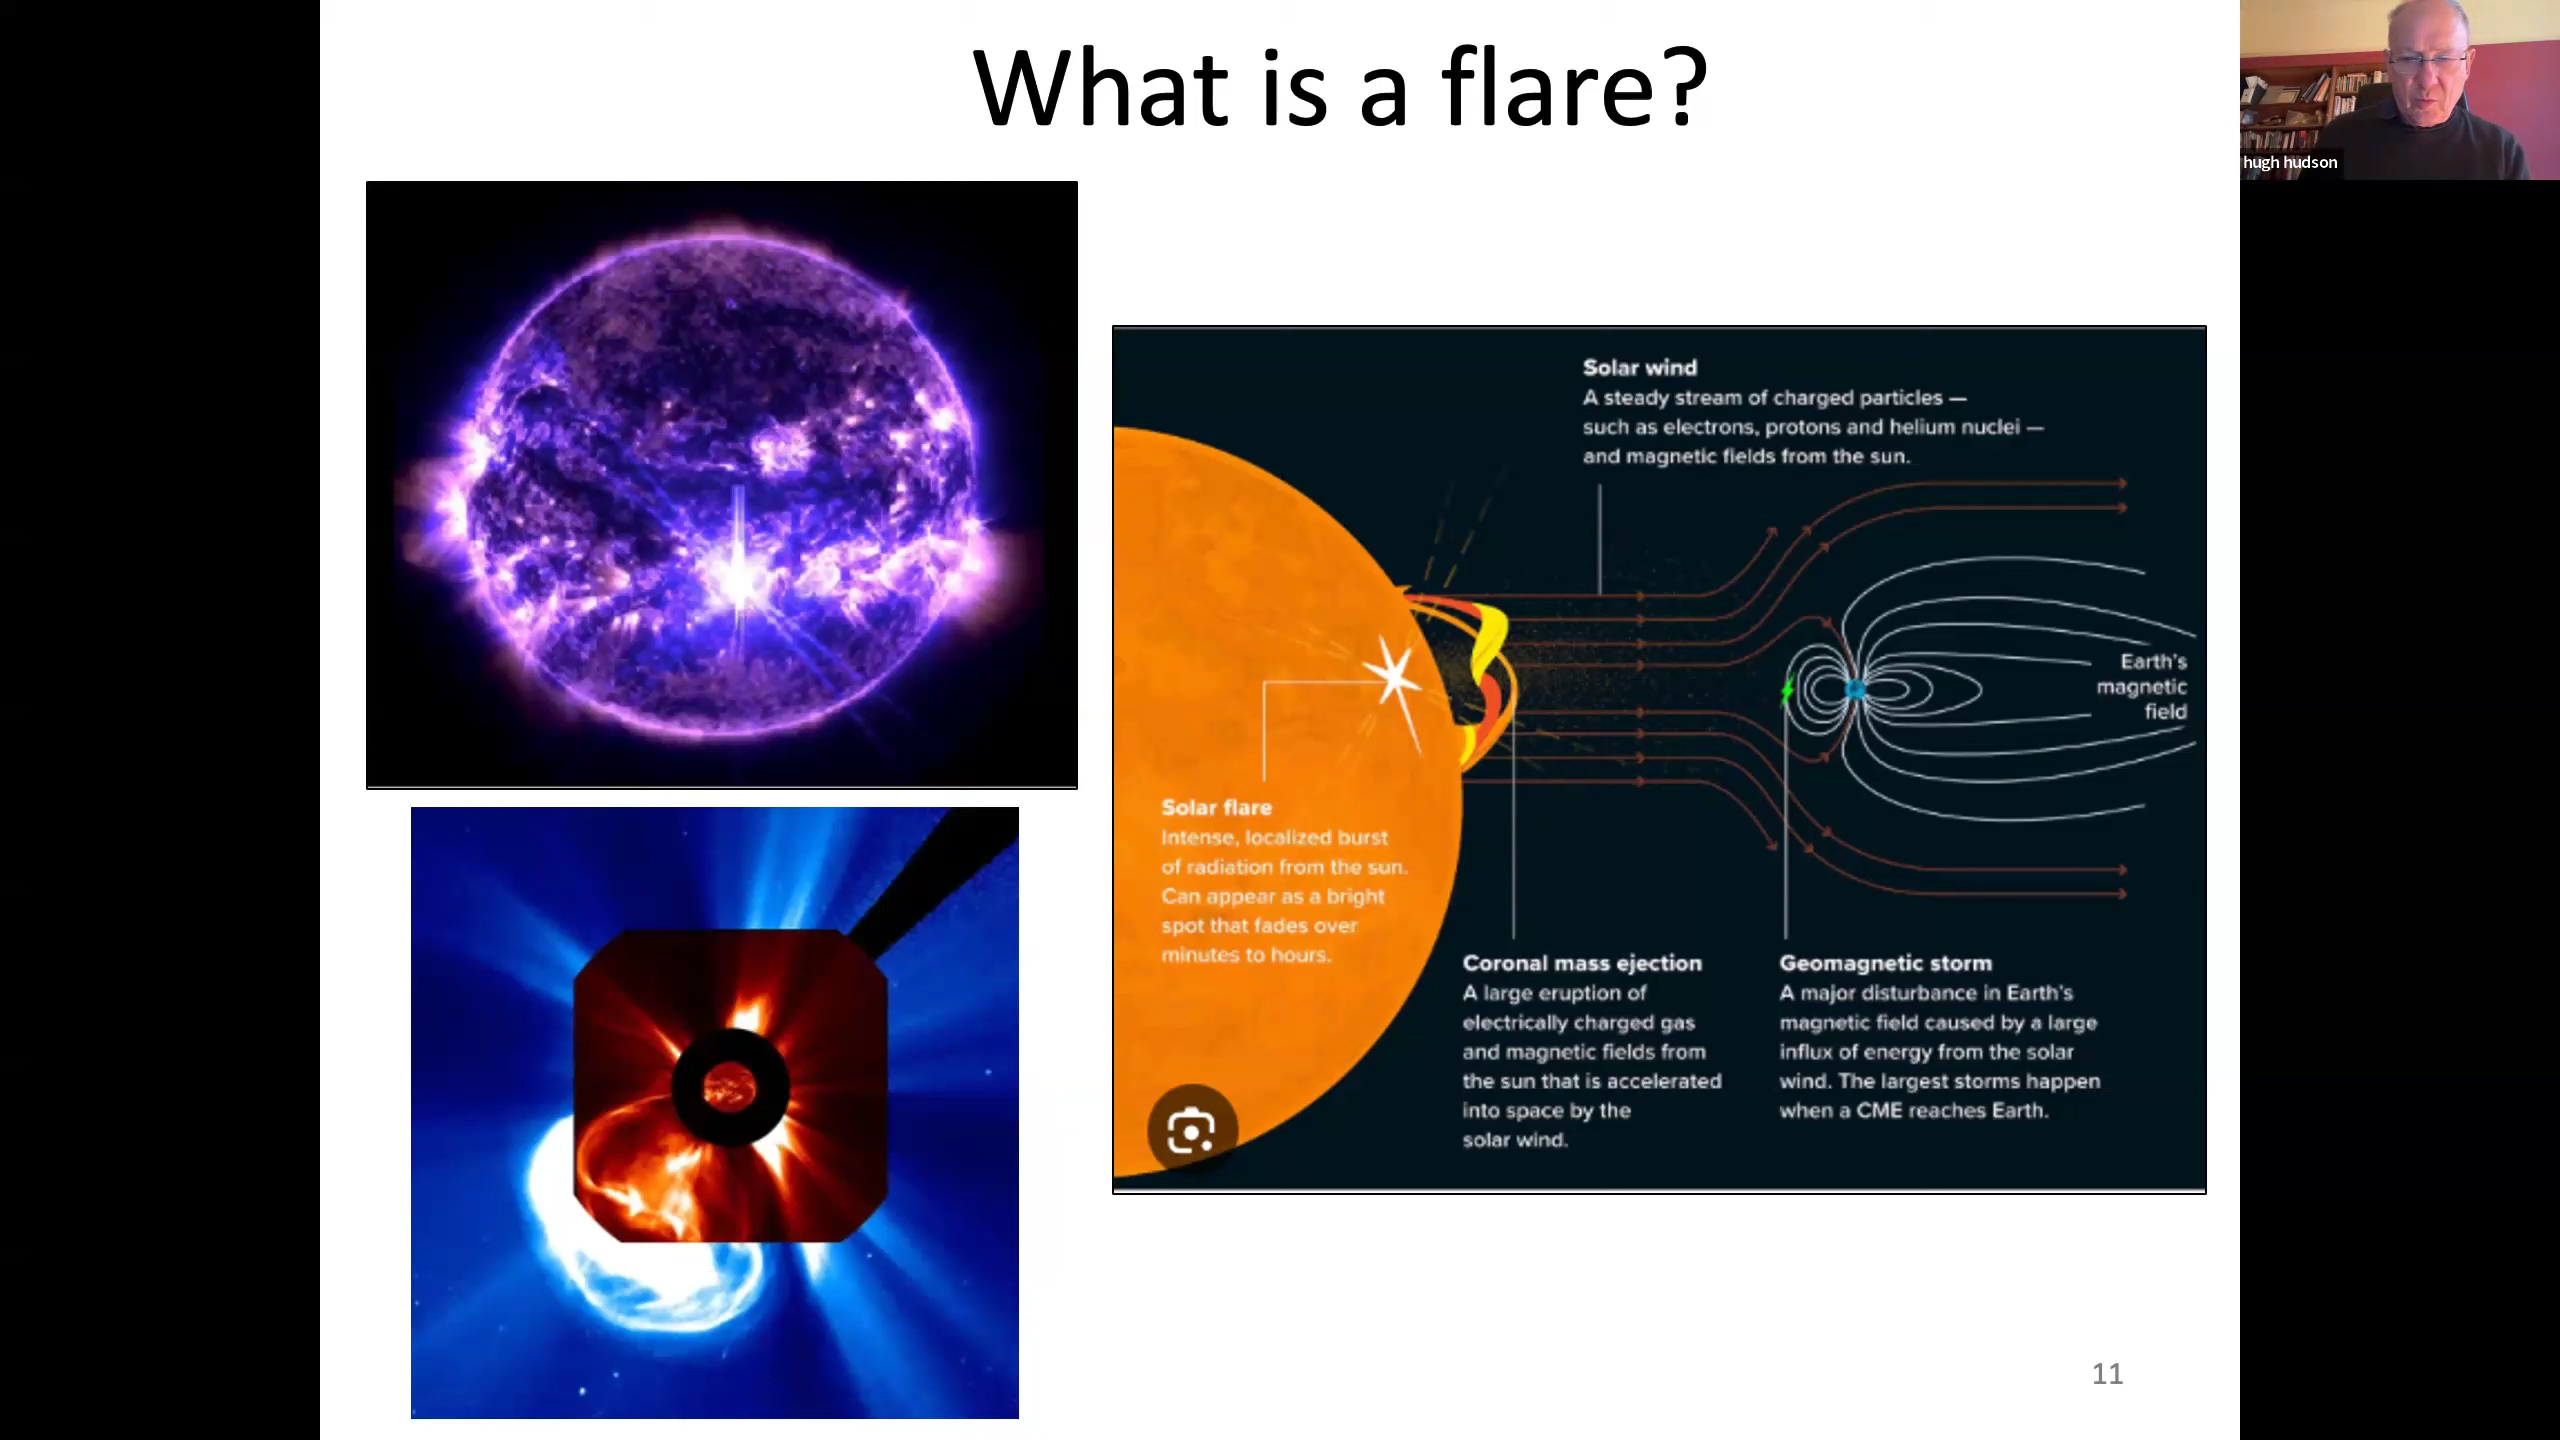 What is a flare?
hugh hudson
Solar wind
A steady stream of charged particles —
such as electrons, protons and helium nuclei —
and magnetic fields from the sun.
Earth's
magnetic
field
Solar flare
Intense, localized burst
of radiation from the sun.
Can appear as a bright
spot that fades over
minutes to hours.
Coronal mass ejection
A large eruption of
electrically charged gas
and magnetic fields from
the sun that is accelerated
into space by the
solar wind.
Geomagnetic storm
A major disturbance in Earth's
magnetic field caused by a large
influx of energy from the solar
wind. The largest storms happen
when a CME reaches Earth.
11